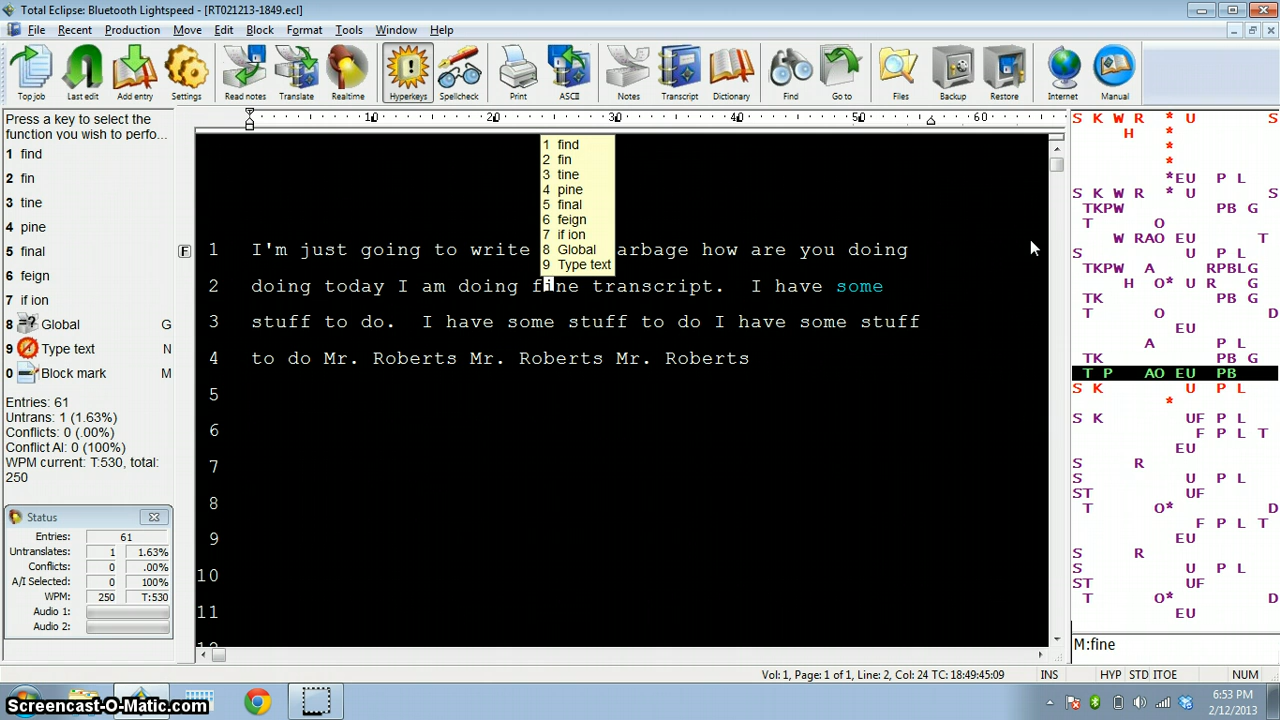 Total Eclipse: Bluetooth Lightspeed - [RT021213-1849.ecl]
File Recent Production Move Edit Block Format Tools Window Help
Top job Last edit Add entry Settings Read notes Translate Realtime Hyperkeys Spellcheck Print ASCII Notes Transcript Dictionary Find Go to Files Backup Restore Internet Manual
Press a key to select the
function you wish to perfo...
1 find
2 fin
3 tine
4 pine
5 final
6 feign
7 if ion
8 Global G
9 Type text N
0 Block mark M
Entries: 61
Untrans: 1 (1.63%)
Conflicts: 0 (.00%)
Conflict AI: 0 (100%)
WPM current: T:530, total:
250
Status
Entries: 61
Untranslates: 1 1.63%
Conflicts: 0 .00%
A/I Selected: 0 100%
WPM: 250 T:530
Audio 1:
Audio 2:
10 20 30 40 50 60
1 find
2 fin
3 tine
4 pine
5 final
6 feign
7 if ion
8 Global
9 Type text
F 1 I'm just going to write arbage how are you doing
2 doing today I am doing fine transcript. I have some
3 stuff to do. I have some stuff to do I have some stuff
4 to do Mr. Roberts Mr. Roberts Mr. Roberts
5
6
7
8
9
10
11
S K W R * U S
H *
*
*
* E U P L
S K W R * U
T K P W P B G
T O
W R A O E U T
T K P W A R P B L G
H O * U R G
T K P B
T O D
E U
A P L
T K P B G
T P A O E U P B
S K U P L
*
S K U F P L
F P L T
E U
S R
S U P L
S T U F
T O * D
F P L T
E U
S R
S U P L
S T U F
T O * D
E U
M:fine
Vol: 1, Page: 1 of 1, Line: 2, Col: 24 TC: 18:49:45:09 INS HYP STD ITOE NUM
Screencast-O-Matic.com
6:53 PM
2/12/2013